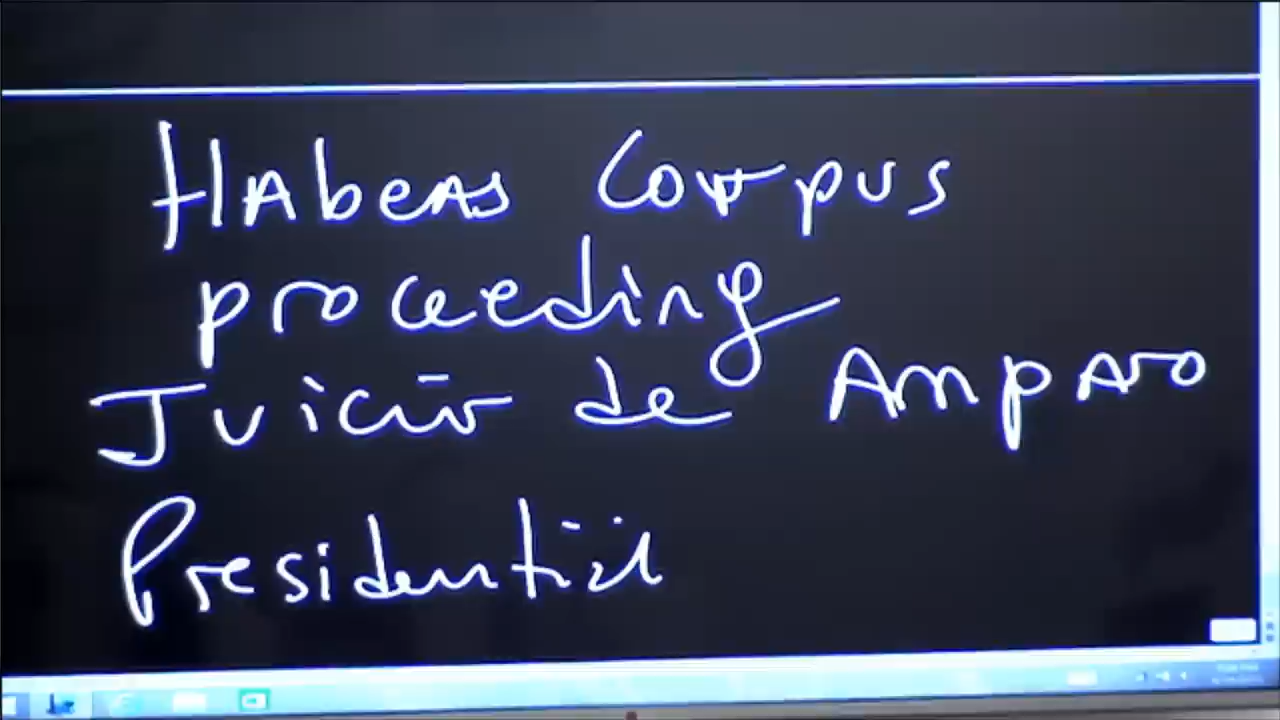 HAbeas Corpus
proceeding
Juicio de Amparo
Presidential